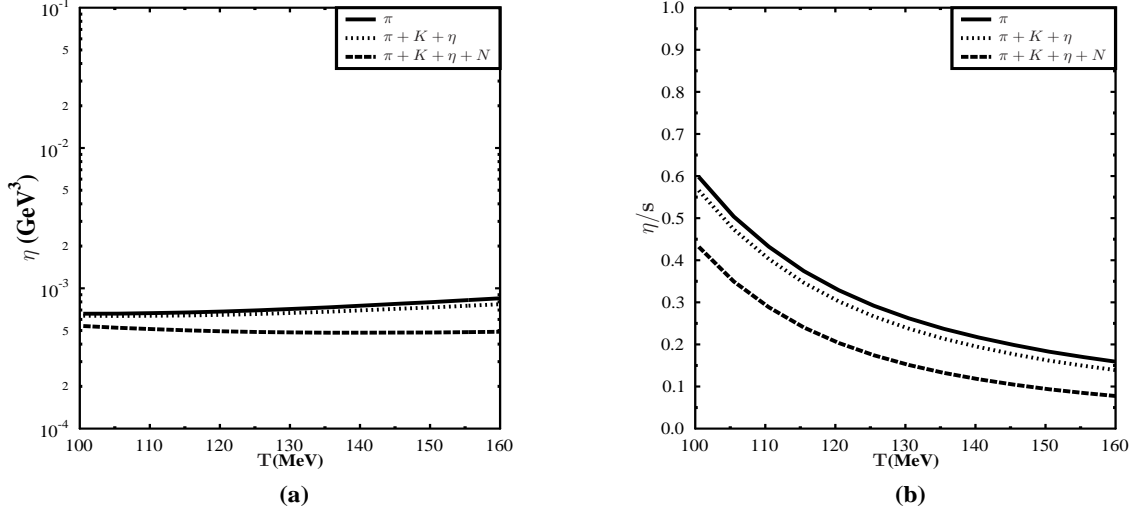 10⁻¹
5
2
10⁻²
5
2
10⁻³
5
2
10⁻⁴
η (GeV³)
100 110 120 130 140 150 160
T(MeV)
π
π + K + η
π + K + η + N
(a)
1.0
0.9
0.8
0.7
0.6
0.5
0.4
0.3
0.2
0.1
0.0
η/s
100 110 120 130 140 150 160
T(MeV)
π
π + K + η
π + K + η + N
(b)